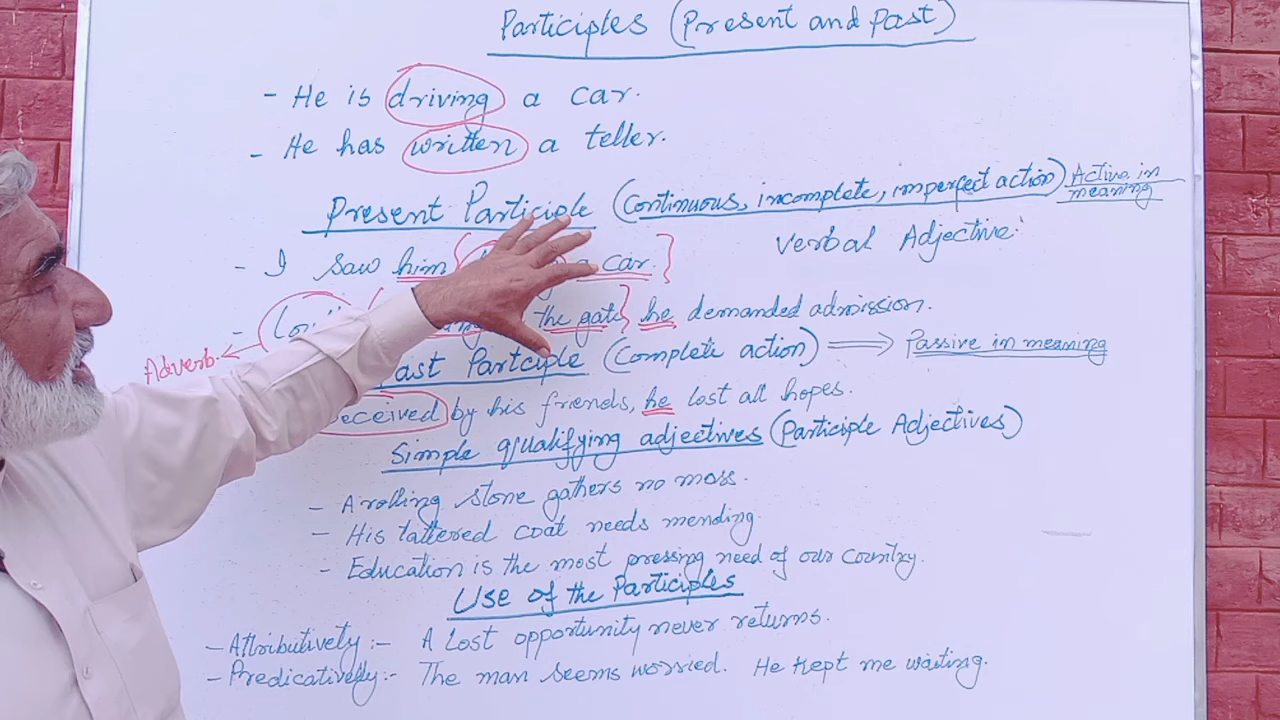 Participles (Present and Past)
- He is driving a car.
- He has written a teller.
Present Participle (Continuous, incomplete, imperfect action) Active in meaning
Verbal Adjective
- I saw him a car.
the gate, he demanded admission.
Adverb
Past Partciple (Complete action) ⟹ Passive in meaning
Deceived by his friends, he lost all hopes.
Simple qualifying adjectives (Participle Adjectives)
- A rolling stone gathers no moss.
- His tattered coat needs mending
- Education is the most pressing need of our country.
Use of the Participles
- Attributively :- A Lost opportunity never returns.
- Predicatively :- The man seems worried. He kept me waiting.